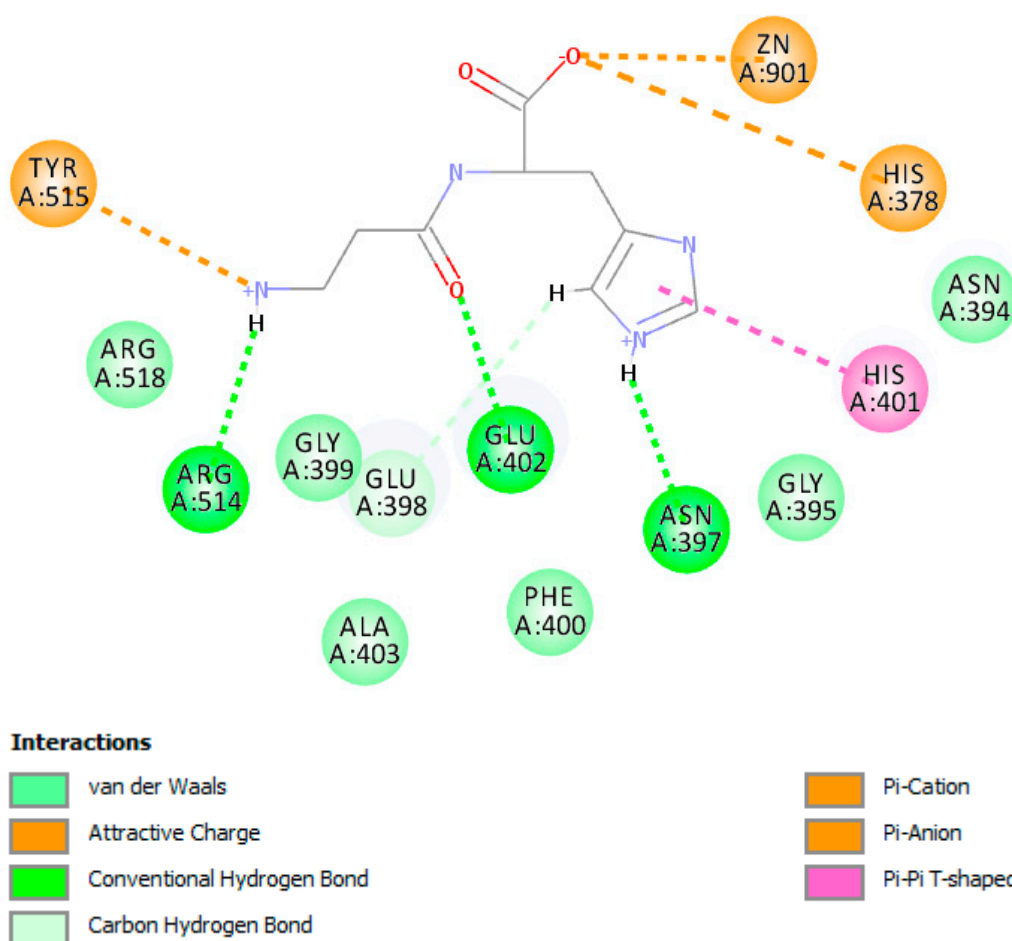 ZN
A:901
O
-O
TYR
A:515
N
HIS
A:378
N
+N
O
H
ASN
A:394
H
ARG
A:518
+N
H
HIS
A:401
GLY
A:399
GLU
A:402
ARG
A:514
GLU
A:398
GLY
A:395
ASN
A:397
PHE
A:400
ALA
A:403
Interactions
van der Waals
Attractive Charge
Conventional Hydrogen Bond
Carbon Hydrogen Bond
Pi-Cation
Pi-Anion
Pi-Pi T-shaped